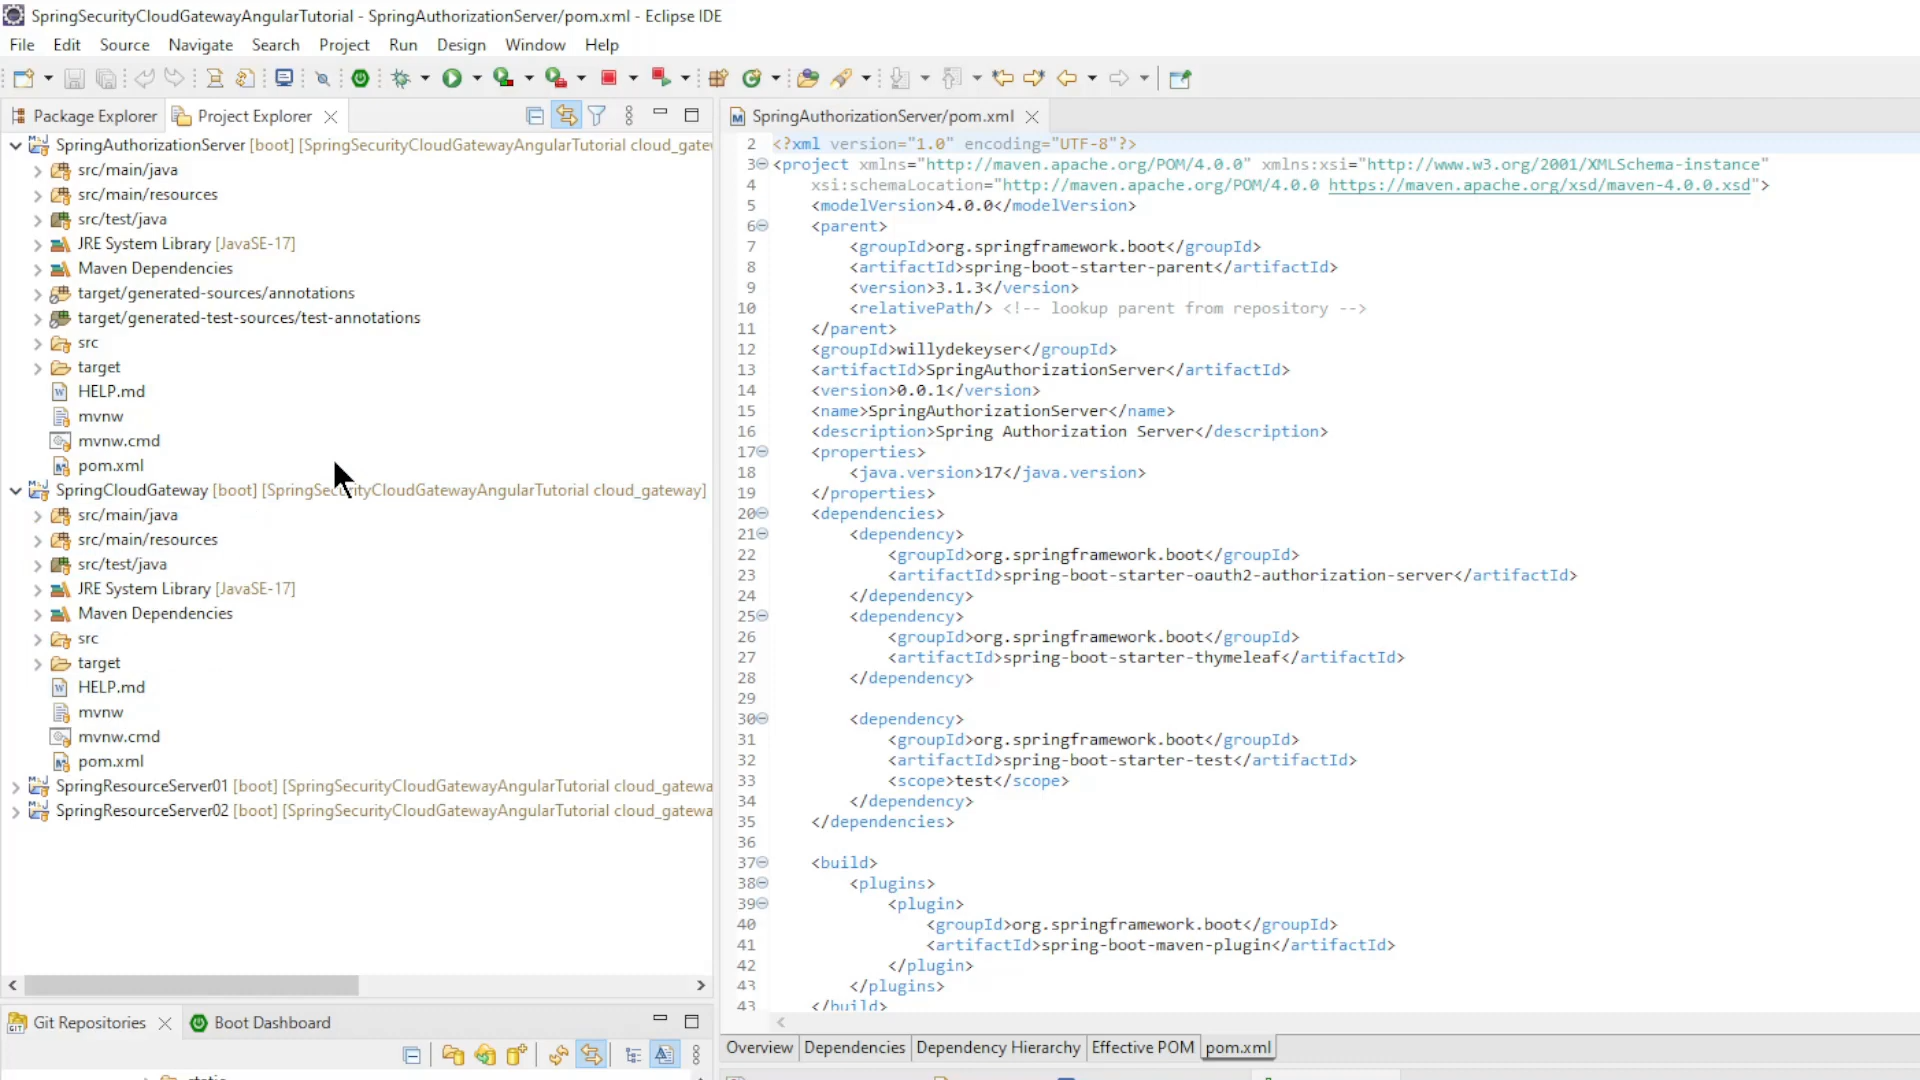 SpringSecurityCloudGatewayAngularTutorial - SpringAuthorizationServer/pom.xml - Eclipse IDE
File Edit Source Navigate Search Project Run Design Window Help
Package Explorer Project Explorer
SpringAuthorizationServer [boot] [SpringSecurityCloudGatewayAngularTutorial cloud_gatew
src/main/java
src/main/resources
src/test/java
JRE System Library [JavaSE-17]
Maven Dependencies
target/generated-sources/annotations
target/generated-test-sources/test-annotations
src
target
HELP.md
mvnw
mvnw.cmd
pom.xml
SpringCloudGateway [boot] [SpringSecurityCloudGatewayAngularTutorial cloud_gateway]
src/main/java
src/main/resources
src/test/java
JRE System Library [JavaSE-17]
Maven Dependencies
src
target
HELP.md
mvnw
mvnw.cmd
pom.xml
SpringResourceServer01 [boot] [SpringSecurityCloudGatewayAngularTutorial cloud_gatewa
SpringResourceServer02 [boot] [SpringSecurityCloudGatewayAngularTutorial cloud_gatewa
Git Repositories Boot Dashboard
SpringAuthorizationServer/pom.xml
2 <?xml version="1.0" encoding="UTF-8"?>
3 <project xmlns="http://maven.apache.org/POM/4.0.0" xmlns:xsi="http://www.w3.org/2001/XMLSchema-instance"
4 xsi:schemaLocation="http://maven.apache.org/POM/4.0.0 https://maven.apache.org/xsd/maven-4.0.0.xsd">
5 <modelVersion>4.0.0</modelVersion>
6 <parent>
7 <groupId>org.springframework.boot</groupId>
8 <artifactId>spring-boot-starter-parent</artifactId>
9 <version>3.1.3</version>
10 <relativePath/> <!-- lookup parent from repository -->
11 </parent>
12 <groupId>willydekeyser</groupId>
13 <artifactId>SpringAuthorizationServer</artifactId>
14 <version>0.0.1</version>
15 <name>SpringAuthorizationServer</name>
16 <description>Spring Authorization Server</description>
17 <properties>
18 <java.version>17</java.version>
19 </properties>
20 <dependencies>
21 <dependency>
22 <groupId>org.springframework.boot</groupId>
23 <artifactId>spring-boot-starter-oauth2-authorization-server</artifactId>
24 </dependency>
25 <dependency>
26 <groupId>org.springframework.boot</groupId>
27 <artifactId>spring-boot-starter-thymeleaf</artifactId>
28 </dependency>
29
30 <dependency>
31 <groupId>org.springframework.boot</groupId>
32 <artifactId>spring-boot-starter-test</artifactId>
33 <scope>test</scope>
34 </dependency>
35 </dependencies>
36
37 <build>
38 <plugins>
39 <plugin>
40 <groupId>org.springframework.boot</groupId>
41 <artifactId>spring-boot-maven-plugin</artifactId>
42 </plugin>
43 </plugins>
43 </build>
Overview Dependencies Dependency Hierarchy Effective POM pom.xml